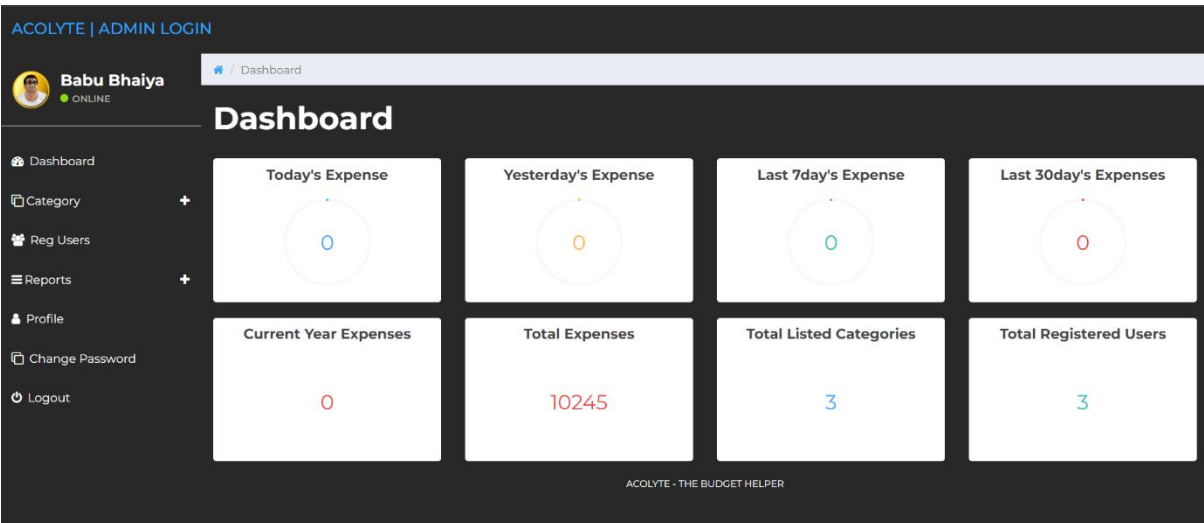 ACOLYTE | ADMIN LOGIN
Babu Bhaiya
ONLINE
Dashboard
Category
Reg Users
Reports
Profile
Change Password
Logout
/ Dashboard
Dashboard
Today's Expense
0
Yesterday's Expense
0
Last 7day's Expense
0
Last 30day's Expenses
0
Current Year Expenses
0
Total Expenses
10245
Total Listed Categories
3
Total Registered Users
3
ACOLYTE - THE BUDGET HELPER